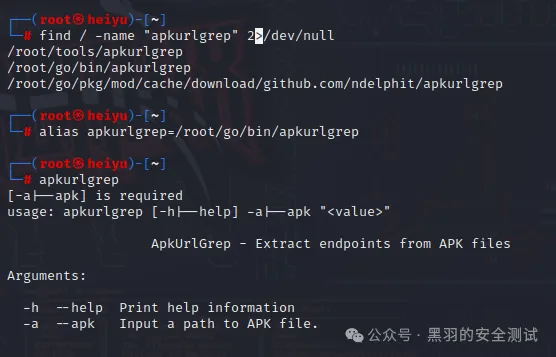 ┌──(root㉿heiyu)-[~]
└─# find / -name "apkurlgrep" 2>/dev/null
/root/tools/apkurlgrep
/root/go/bin/apkurlgrep
/root/go/pkg/mod/cache/download/github.com/ndelphit/apkurlgrep
┌──(root㉿heiyu)-[~]
└─# alias apkurlgrep=/root/go/bin/apkurlgrep
┌──(root㉿heiyu)-[~]
└─# apkurlgrep
[-a|--apk] is required
usage: apkurlgrep [-h|--help] -a|--apk "<value>"
ApkUrlGrep - Extract endpoints from APK files
Arguments:
-h --help Print help information
-a --apk Input a path to APK file.
公众号 · 黑羽的安全测试